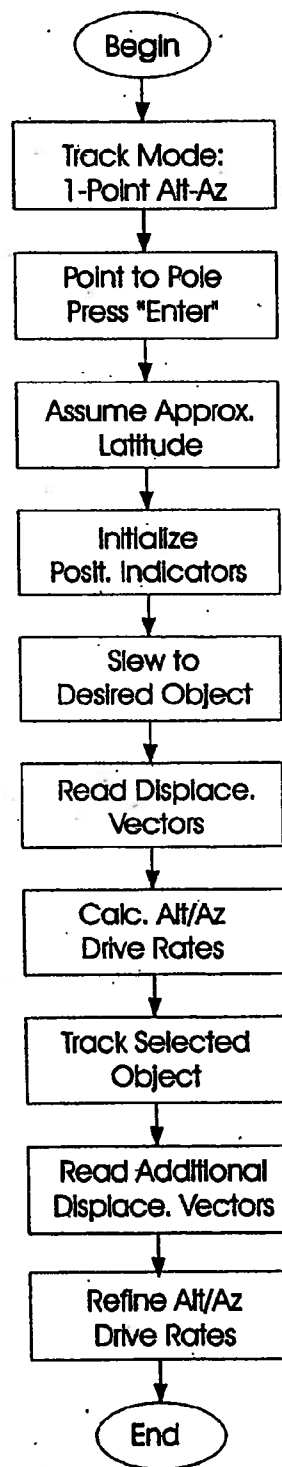 Begin
Track Mode:
1-Point Alt-Az
Point to Pole
Press "Enter"
Assume Approx.
Latitude
Initialize
Posit. Indicators
Slew to
Desired Object
Read Displace.
Vectors
Calc. Alt/Az
Drive Rates
Track Selected
Object
Read Additional
Displace. Vectors
Refine Alt/Az
Drive Rates
End